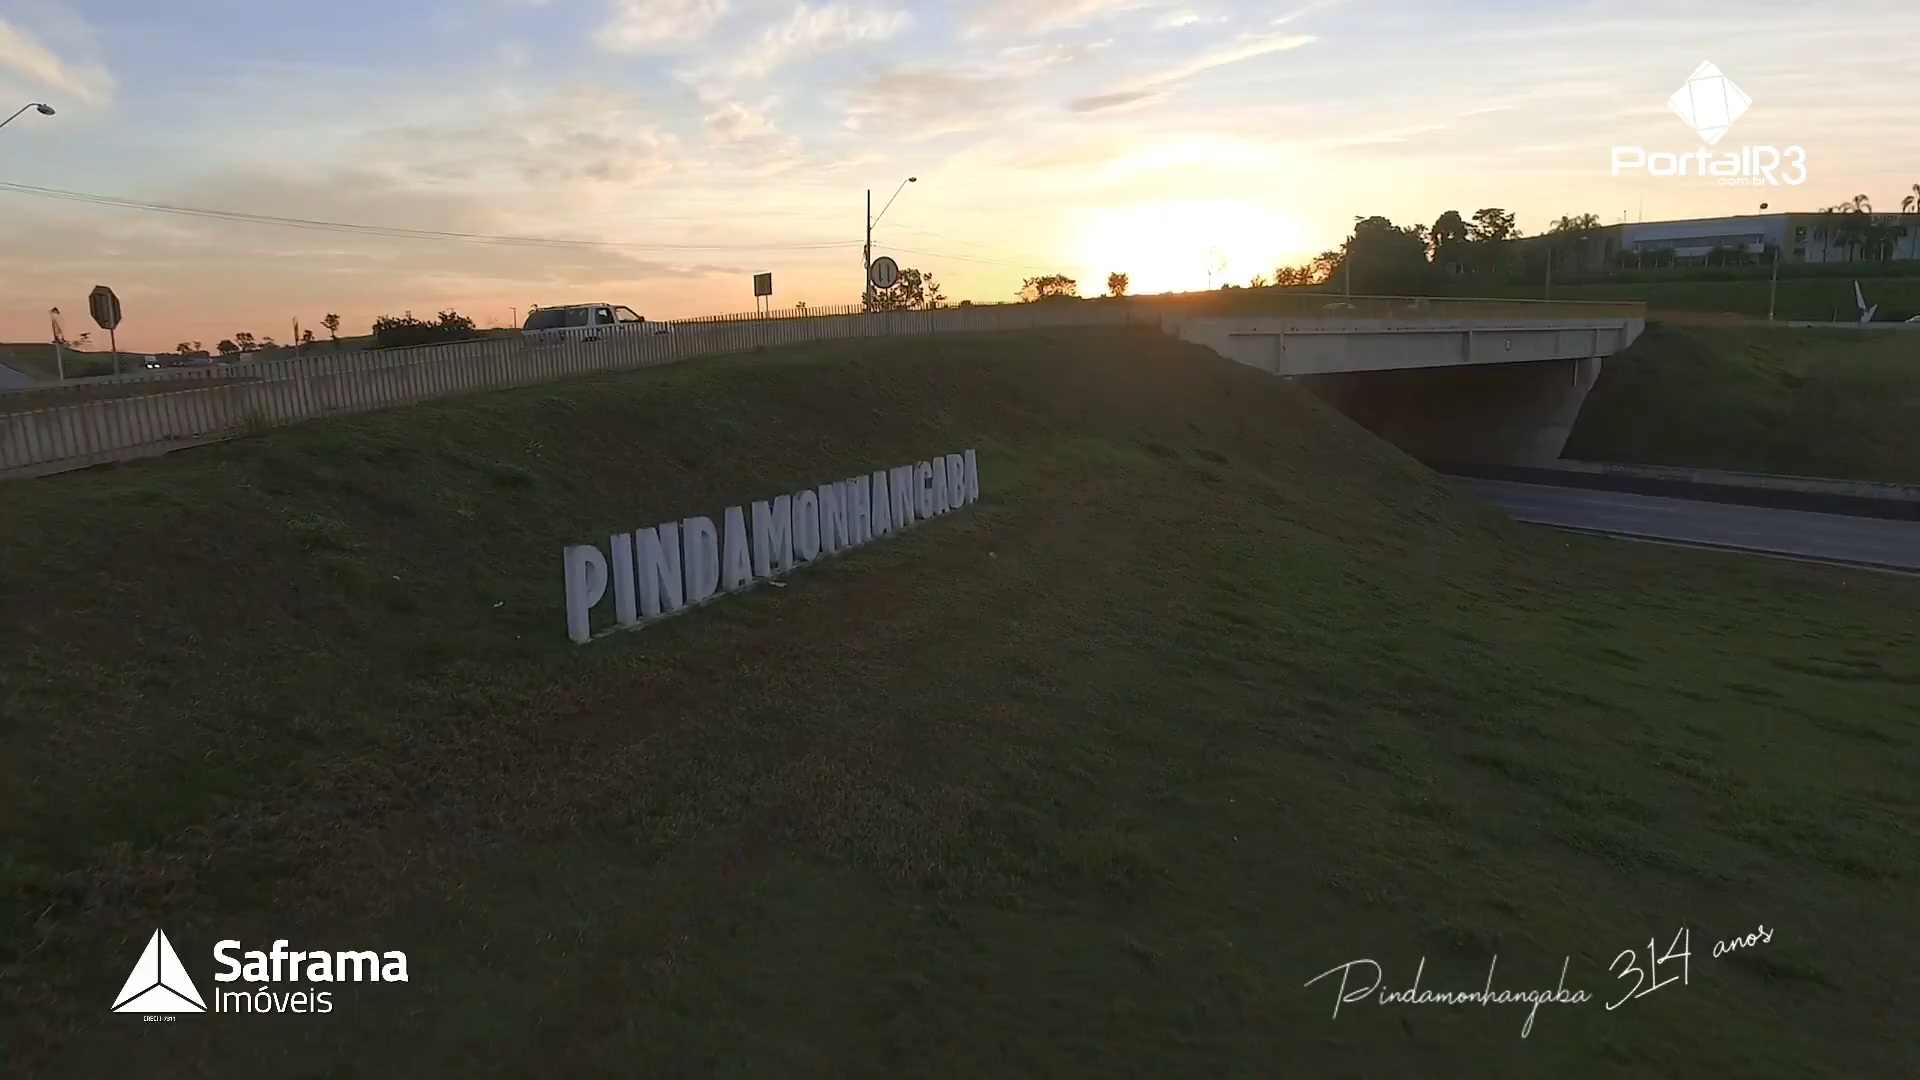 PortalR3
.com.br
PINDAMONHANGABA
Saframa
Imóveis
Pindamonhangaba 314 anos